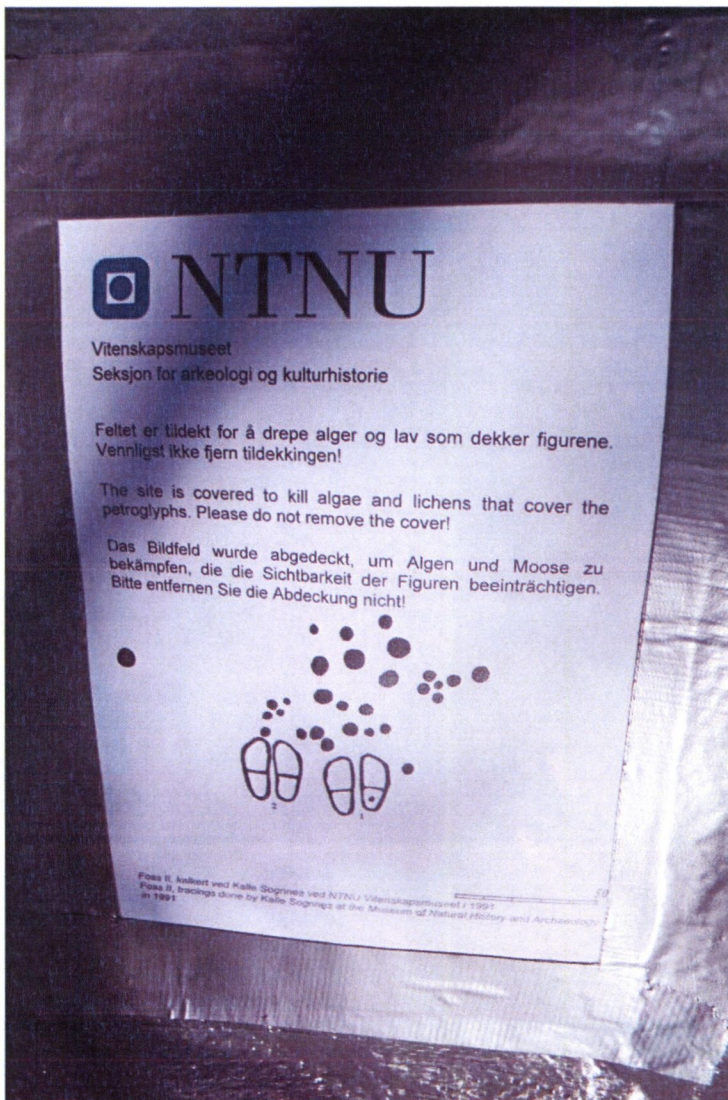 NTNU
Vitenskapsmuseet
Seksjon for arkeologi og kulturhistorie
Feltet er tildekt for å drepe alger og lav som dekker figurene.
Vennligst ikke fjern tildekkingen!
The site is covered to kill algae and lichens that cover the
petroglyphs. Please do not remove the cover!
Das Bildfeld wurde abgedeckt, um Algen und Moose zu
bekämpfen, die die Sichtbarkeit der Figuren beeinträchtigen.
Bitte entfernen Sie die Abdeckung nicht!
2
1
Foss II, kalkert ved Kalle Sognnes ved NTNU Vitenskapsmuseet i 1991
Foss II, tracings done by Kalle Sognnes at the Museum of Natural History and Archaeology
in 1991